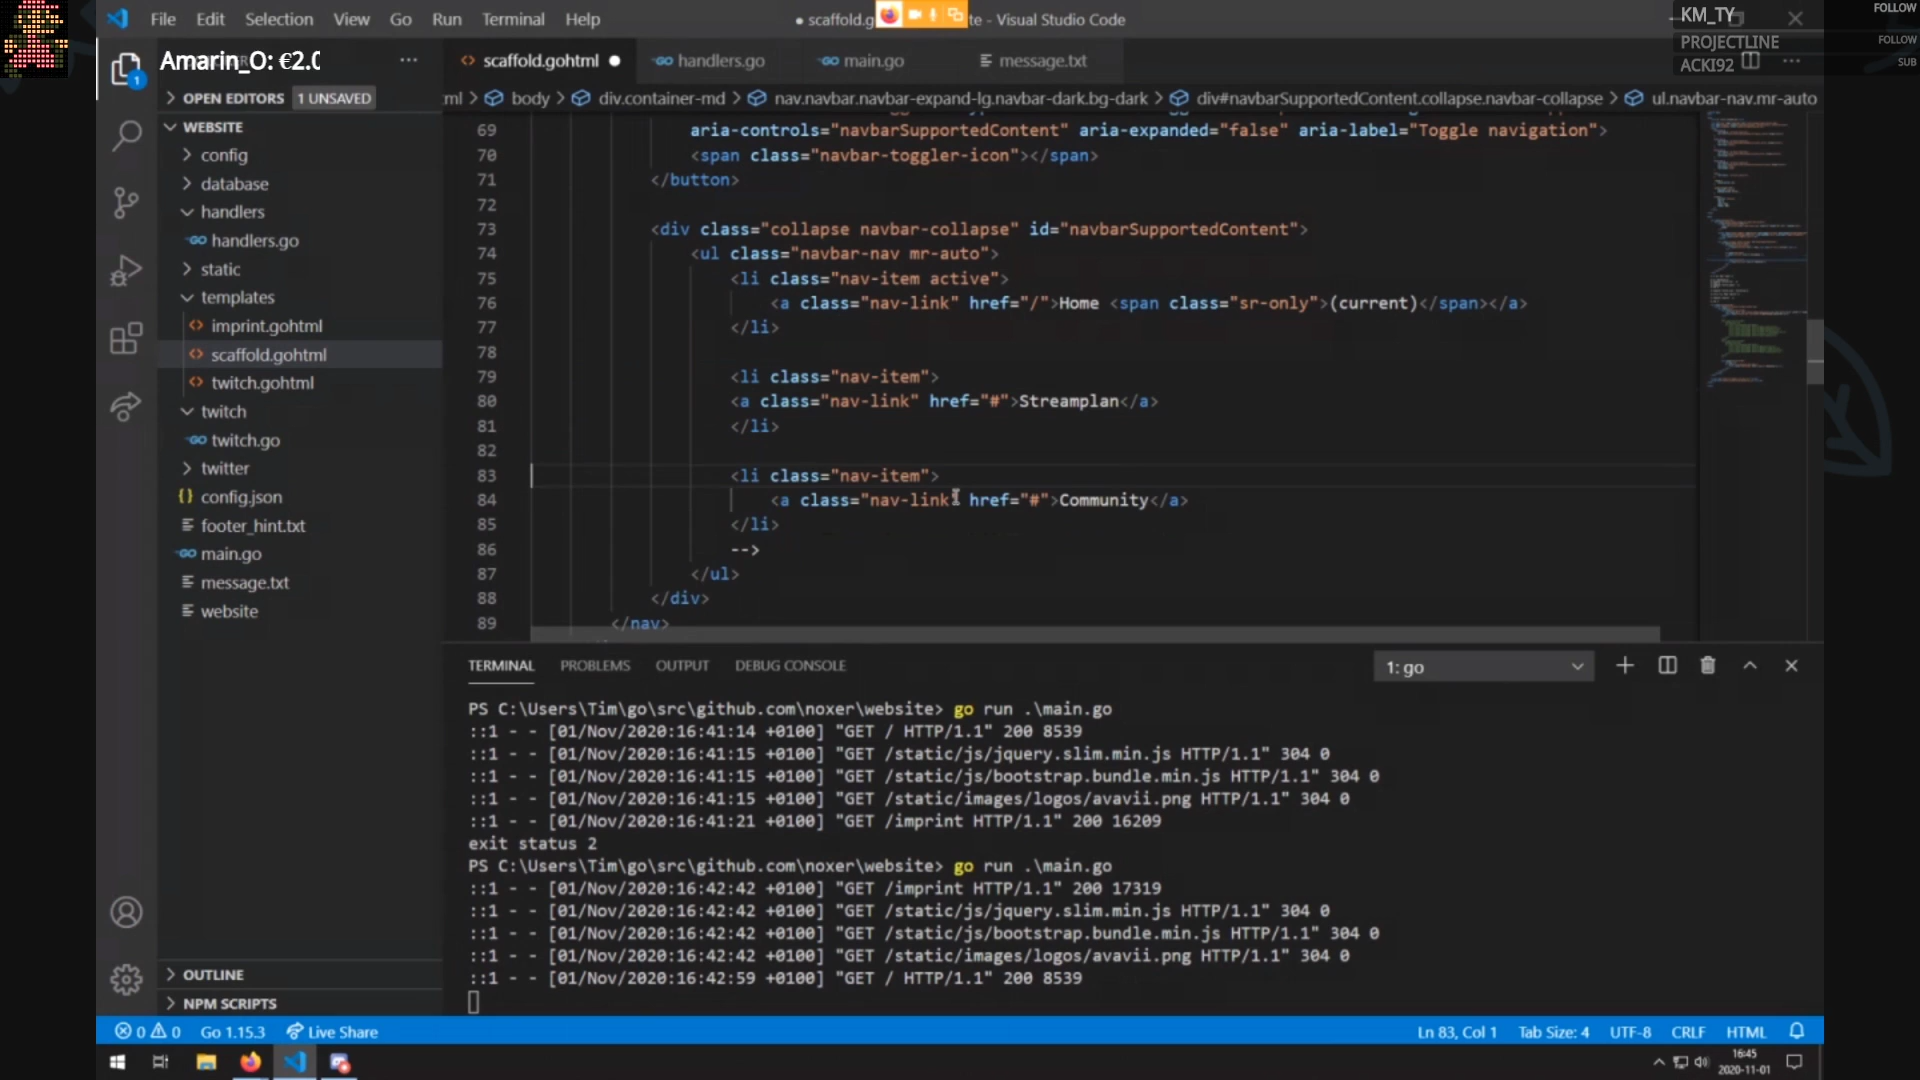 File Edit Selection View Go Run Terminal Help
● scaffold.g te - Visual Studio Code
KM_TY FOLLOW
PROJECTLINE FOLLOW
ACKI92 SUB
Amarin_O: €2.0
scaffold.gohtml ● handlers.go main.go message.txt
OPEN EDITORS 1 UNSAVED
ml > body > div.container-md > nav.navbar.navbar-expand-lg.navbar-dark.bg-dark > div#navbarSupportedContent.collapse.navbar-collapse > ul.navbar-nav.mr-auto
WEBSITE
config
database
handlers
handlers.go
static
templates
imprint.gohtml
scaffold.gohtml
twitch.gohtml
twitch
twitch.go
twitter
config.json
footer_hint.txt
main.go
message.txt
website
OUTLINE
NPM SCRIPTS
69 aria-controls="navbarSupportedContent" aria-expanded="false" aria-label="Toggle navigation">
70 <span class="navbar-toggler-icon"></span>
71 </button>
72
73 <div class="collapse navbar-collapse" id="navbarSupportedContent">
74 <ul class="navbar-nav mr-auto">
75 <li class="nav-item active">
76 <a class="nav-link" href="/">Home <span class="sr-only">(current)</span></a>
77 </li>
78
79 <li class="nav-item">
80 <a class="nav-link" href="#">Streamplan</a>
81 </li>
82
83 <li class="nav-item">
84 <a class="nav-link" href="#">Community</a>
85 </li>
86 -->
87 </ul>
88 </div>
89 </nav>
TERMINAL PROBLEMS OUTPUT DEBUG CONSOLE 1: go
PS C:\Users\Tim\go\src\github.com\noxer\website> go run .\main.go
::1 - - [01/Nov/2020:16:41:14 +0100] "GET / HTTP/1.1" 200 8539
::1 - - [01/Nov/2020:16:41:15 +0100] "GET /static/js/jquery.slim.min.js HTTP/1.1" 304 0
::1 - - [01/Nov/2020:16:41:15 +0100] "GET /static/js/bootstrap.bundle.min.js HTTP/1.1" 304 0
::1 - - [01/Nov/2020:16:41:15 +0100] "GET /static/images/logos/avavii.png HTTP/1.1" 304 0
::1 - - [01/Nov/2020:16:41:21 +0100] "GET /imprint HTTP/1.1" 200 16209
exit status 2
PS C:\Users\Tim\go\src\github.com\noxer\website> go run .\main.go
::1 - - [01/Nov/2020:16:42:42 +0100] "GET /imprint HTTP/1.1" 200 17319
::1 - - [01/Nov/2020:16:42:42 +0100] "GET /static/js/jquery.slim.min.js HTTP/1.1" 304 0
::1 - - [01/Nov/2020:16:42:42 +0100] "GET /static/js/bootstrap.bundle.min.js HTTP/1.1" 304 0
::1 - - [01/Nov/2020:16:42:42 +0100] "GET /static/images/logos/avavii.png HTTP/1.1" 304 0
::1 - - [01/Nov/2020:16:42:59 +0100] "GET / HTTP/1.1" 200 8539
0 0 Go 1.15.3 Live Share Ln 83, Col 1 Tab Size: 4 UTF-8 CRLF HTML
16:45
2020-11-01